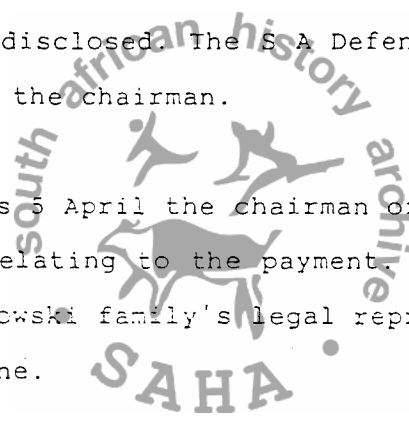 disclosed. The S A Defen
the chairman.
s 5 April the chairman o
elating to the payment.
owski family's legal repr
ne.
south african history archive
SAHA